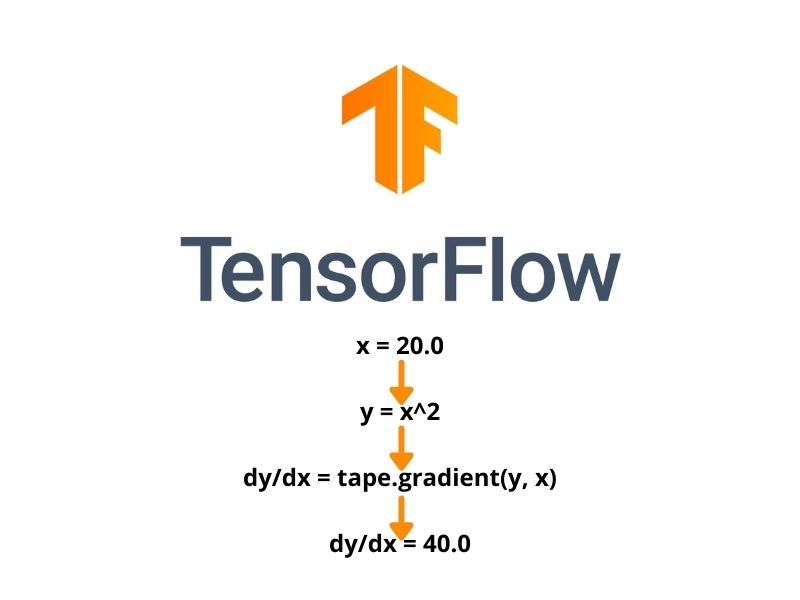 TensorFlow
x = 20.0
y = x^2
dy/dx = tape.gradient(y, x)
dy/dx = 40.0